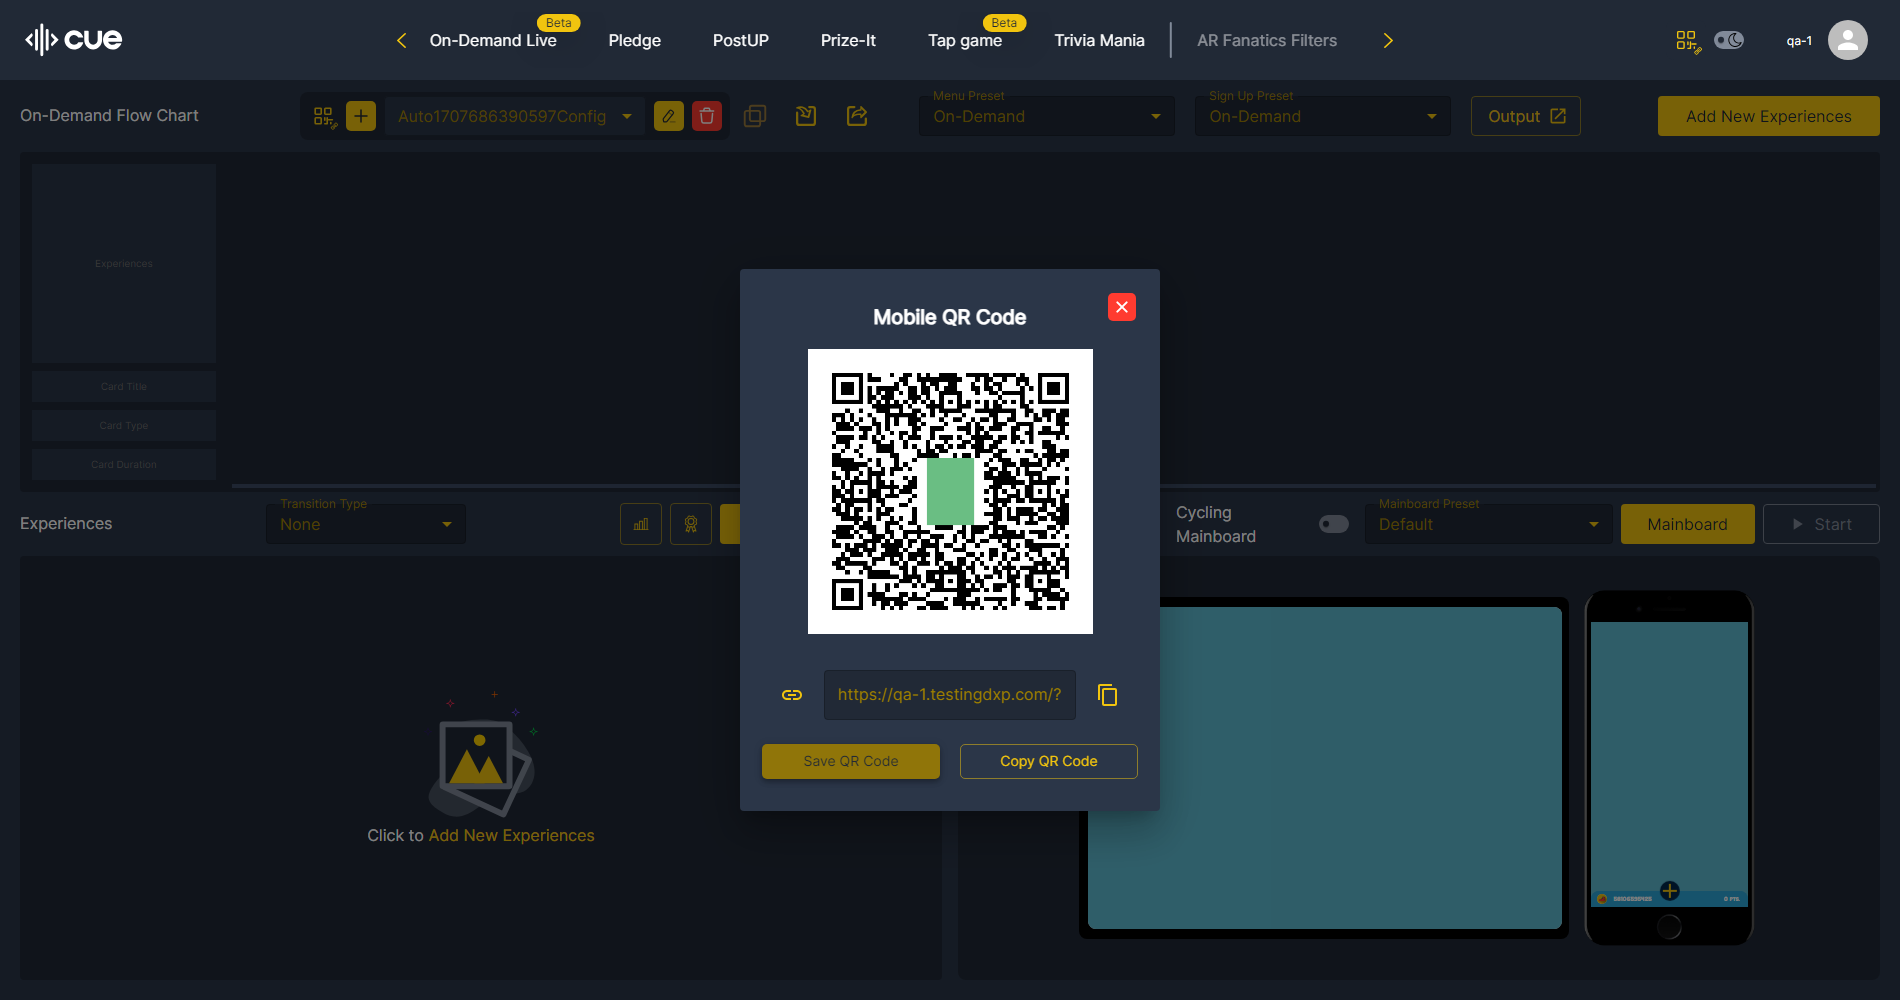 cue
On-Demand Live
Beta
Pledge
PostUP
Prize-It
Tap game
Beta
Trivia Mania
AR Fanatics Filters
qa-1
On-Demand Flow Chart
Auto1707686390597Config
Menu Preset
On-Demand
Sign Up Preset
On-Demand
Output
Add New Experiences
Experiences
Card Title
Card Type
Card Duration
Mobile QR Code
https://qa-1.testingdxp.com/?
Save QR Code
Copy QR Code
Experiences
Transition Type
None
Cycling
Mainboard
Mainboard Preset
Default
Mainboard
Start
Click to Add New Experiences
0 PTS